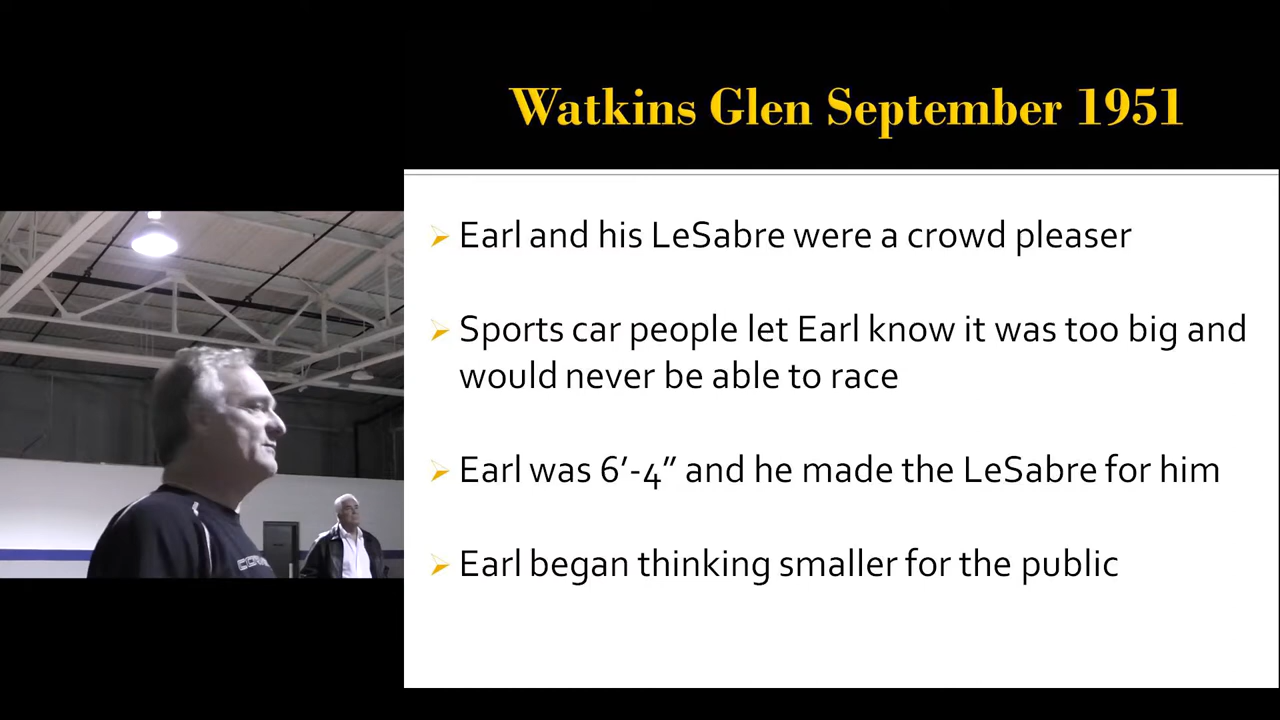 Watkins Glen September 1951
Earl and his LeSabre were a crowd pleaser
Sports car people let Earl know it was too big and
would never be able to race
Earl was 6’-4” and he made the LeSabre for him
Earl began thinking smaller for the public